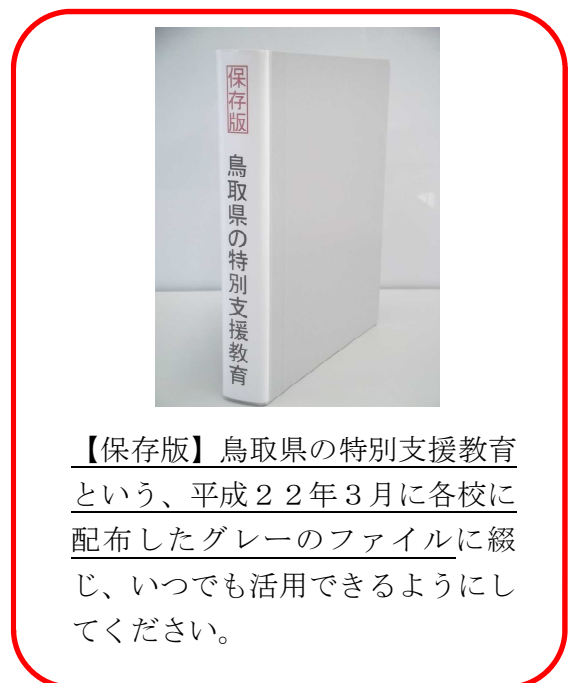 保存版
鳥取県の特別支援教育
【保存版】鳥取県の特別支援教育
という、平成２２年３月に各校に
配布したグレーのファイルに綴
じ、いつでも活用できるようにし
てください。